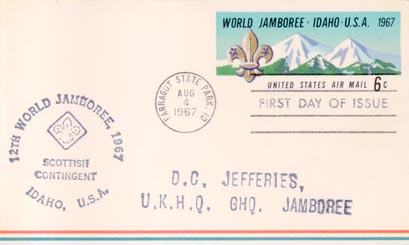 WORLD JAMBOREE · IDAHO · U.S.A. 1967
UNITED STATES AIR MAIL 6c
FARRAGUT STATE PARK, ID
AUG
4
1967
FIRST DAY OF ISSUE
12TH WORLD JAMBOREE, 1967
SCOTTISH
CONTINGENT
IDAHO, U.S.A.
D.C. JEFFERIES,
U.K.H.Q. GHQ. JAMBOREE